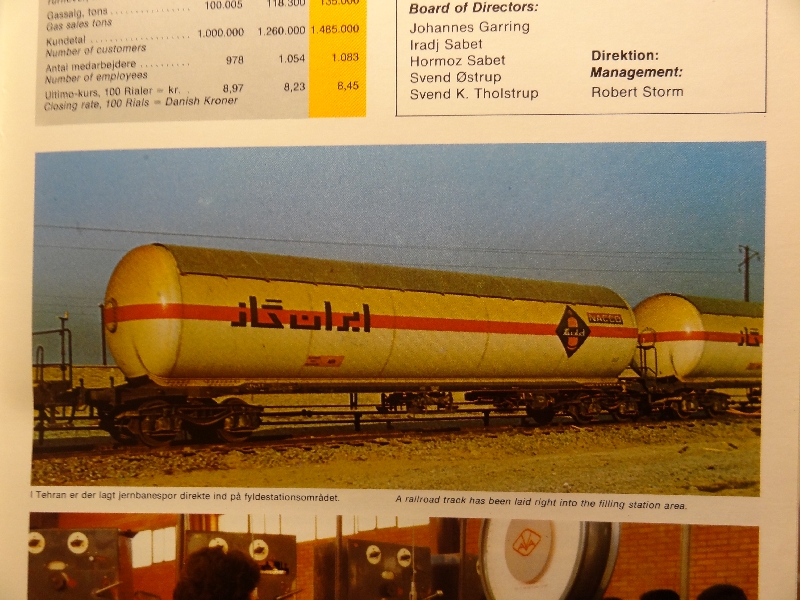 Gassalg, tons ................ 100.005 118.300 135.000
Gas sales tons
Kundetal .................... 1.000.000 1.260.000 1.485.000
Number of customers
Antal medarbejdere .......... 978 1.054 1.083
Number of employees
Ultimo-kurs, 100 Rialer = kr. . 8,97 8,23 8,45
Closing rate, 100 Rials = Danish Kroner
Board of Directors:
Johannes Garring
Iradj Sabet
Hormoz Sabet
Svend Østrup
Svend K. Tholstrup
Direktion:
Management:
Robert Storm
ایران گاز
NACCO
I Tehran er der lagt jernbanespor direkte ind på fyldestationsområdet.
A railroad track has been laid right into the filling station area.